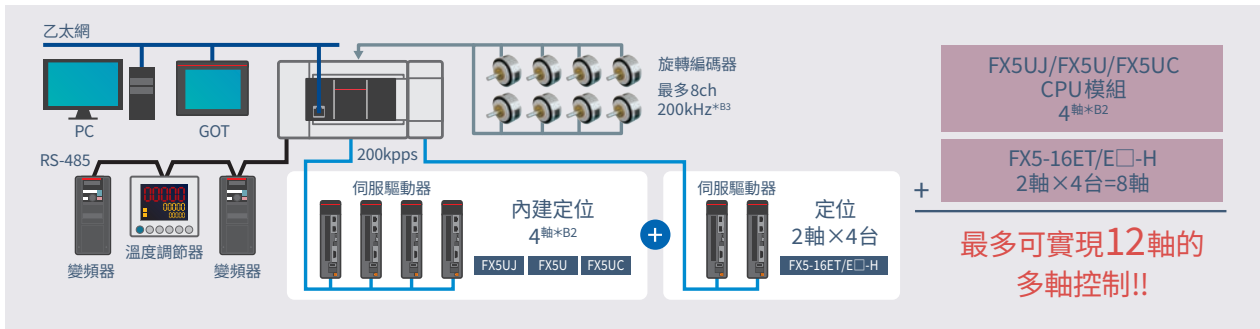 乙太網
PC
GOT
RS-485
變頻器
溫度調節器
變頻器
200kpps
旋轉編碼器
最多8ch
200kHz*B3
伺服驅動器
內建定位
4軸*B2
FX5UJ
FX5U
FX5UC
+
伺服驅動器
定位
2軸×4台
FX5-16ET/E□-H
FX5UJ/FX5U/FX5UC
CPU模組
4軸*B2
+
FX5-16ET/E□-H
2軸×4台=8軸
最多可實現12軸的
多軸控制!!